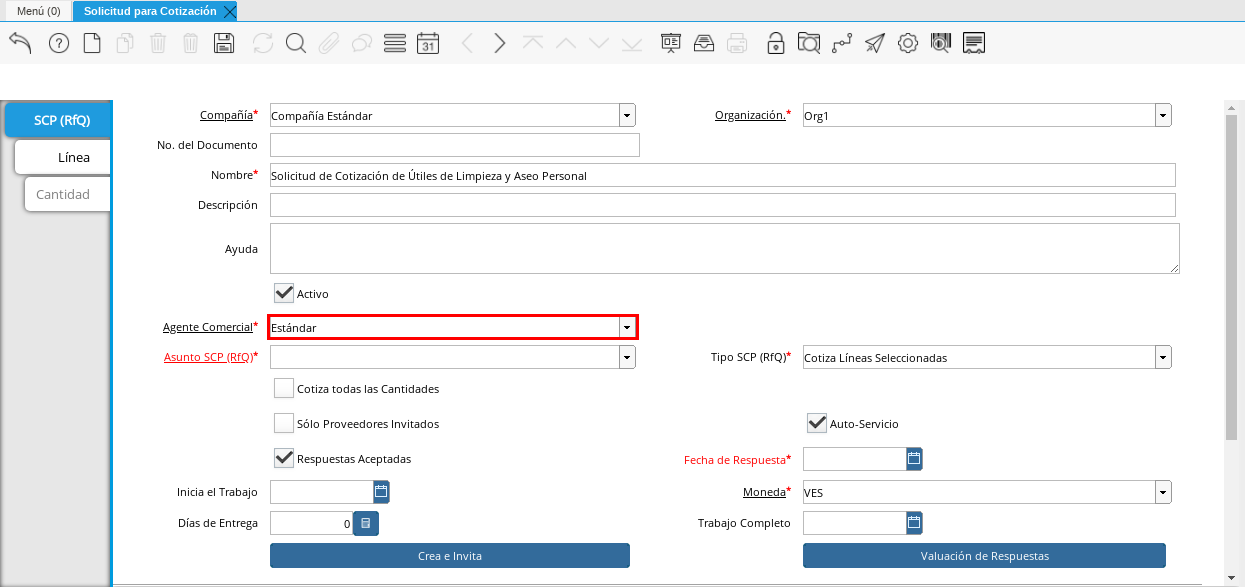 Menú (0) Solicitud para Cotización
31
SCP (RfQ)
Línea
Cantidad
Compañía* Compañía Estándar Organización.* Org1
No. del Documento
Nombre* Solicitud de Cotización de Útiles de Limpieza y Aseo Personal
Descripción
Ayuda
Activo
Agente Comercial* Estándar
Asunto SCP (RfQ)* Tipo SCP (RfQ)* Cotiza Líneas Seleccionadas
Cotiza todas las Cantidades
Sólo Proveedores Invitados Auto-Servicio
Respuestas Aceptadas Fecha de Respuesta*
Inicia el Trabajo Moneda* VES
Días de Entrega 0 Trabajo Completo
Crea e Invita Valuación de Respuestas